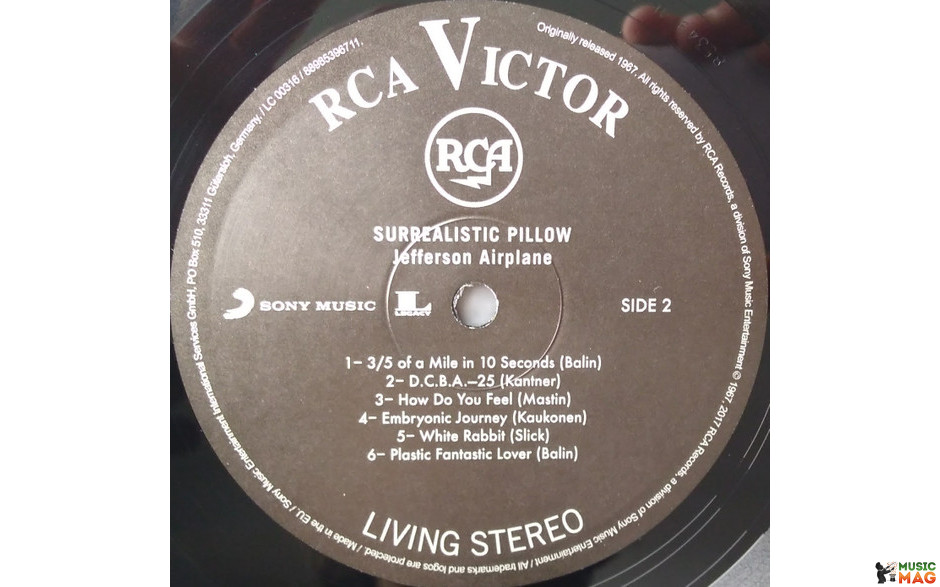 RCA VICTOR
RCA
SURREALISTIC PILLOW
Jefferson Airplane
SONY MUSIC
L
LEGACY
SIDE 2
1– 3/5 of a Mile in 10 Seconds (Balin)
2– D.C.B.A.–25 (Kantner)
3– How Do You Feel (Mastin)
4– Embryonic Journey (Kaukonen)
5– White Rabbit (Slick)
6– Plastic Fantastic Lover (Balin)
LIVING STEREO
Originally released 1967. All rights reserved by RCA Records, a division of Sony Music Entertainment ℗ 1967, 2017 RCA Records, a division of Sony Music Entertainment / All trademarks and logos are protected. / Made in the EU. / Sony Music Entertainment International Services GmbH, PO Box 510, 33311 Gütersloh, Germany. / LC 00316 / 88985396711.
MUSIC
MAG